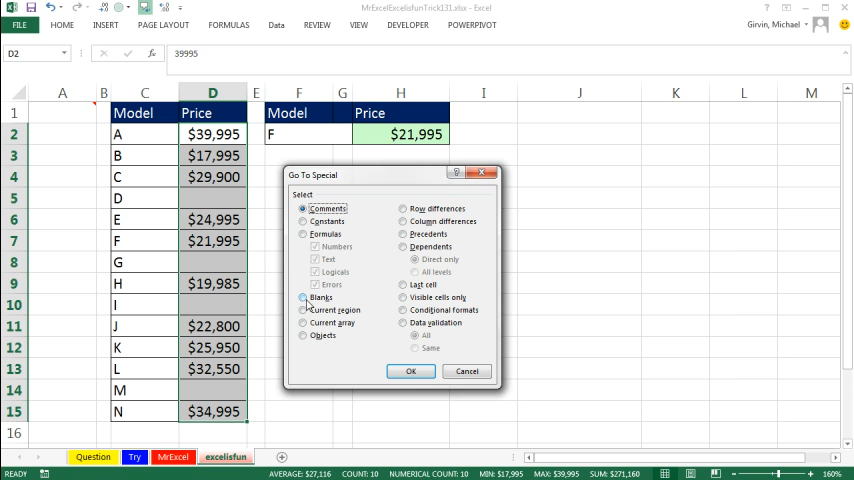 MrExcelExcelisfunTrick131.xlsx - Excel
FILE HOME INSERT PAGE LAYOUT FORMULAS Data REVIEW VIEW DEVELOPER POWERPIVOT Girvin, Michael
D2 fx 39995
A B C D E F G H I J K L M
1 Model Price Model Price
2 A $39,995 F $21,995
3 B $17,995
4 C $29,900
5 D
6 E $24,995
7 F $21,995
8 G
9 H $19,985
10 I
11 J $22,800
12 K $25,950
13 L $32,550
14 M
15 N $34,995
16
Go To Special
?
Select
Comments Row differences
Constants Column differences
Formulas Precedents
Numbers Dependents
Text Direct only
Logicals All levels
Errors Last cell
Blanks Visible cells only
Current region Conditional formats
Current array Data validation
Objects All
Same
OK Cancel
Question Try MrExcel excelisfun
READY AVERAGE: $27,116 COUNT: 10 NUMERICAL COUNT: 10 MIN: $17,995 MAX: $39,995 SUM: $271,160 160%